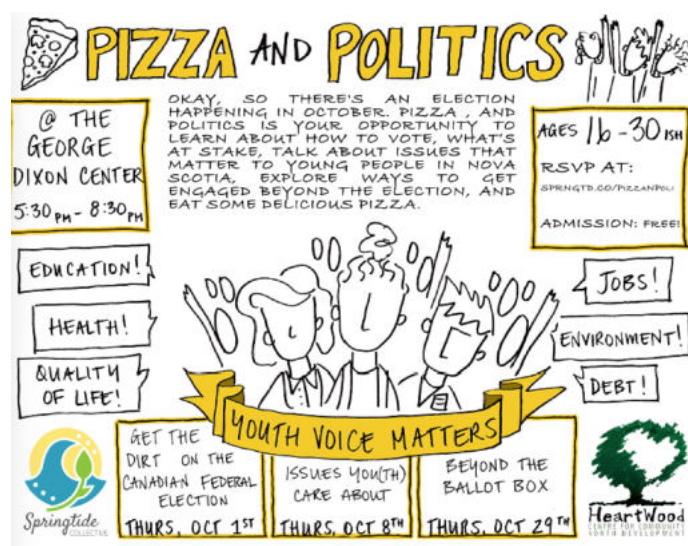 PIZZA AND POLITICS
@ THE
GEORGE
DIXON CENTER
5:30 PM - 8:30 PM
OKAY, SO THERE'S AN ELECTION
HAPPENING IN OCTOBER. PIZZA , AND
POLITICS IS YOUR OPPORTUNITY TO
LEARN ABOUT HOW TO VOTE, WHAT'S
AT STAKE, TALK ABOUT ISSUES THAT
MATTER TO YOUNG PEOPLE IN NOVA
SCOTIA, EXPLORE WAYS TO GET
ENGAGED BEYOND THE ELECTION, AND
EAT SOME DELICIOUS PIZZA.
AGES 16-30 ISH
RSVP AT:
SPRNGTD.CO/PIZZANPOLI
ADMISSION: FREE!
EDUCATION!
HEALTH!
QUALITY
OF LIFE!
JOBS!
ENVIRONMENT!
DEBT!
YOUTH VOICE MATTERS
GET THE
DIRT ON THE
CANADIAN FEDERAL
ELECTION
THURS, OCT 1ST
ISSUES YOU(TH)
CARE ABOUT
THURS, OCT 8TH
BEYOND THE
BALLOT BOX
THURS, OCT 29TH
Springtide
COLLECTIVE
HeartWood
CENTRE FOR COMMUNITY
YOUTH DEVELOPMENT